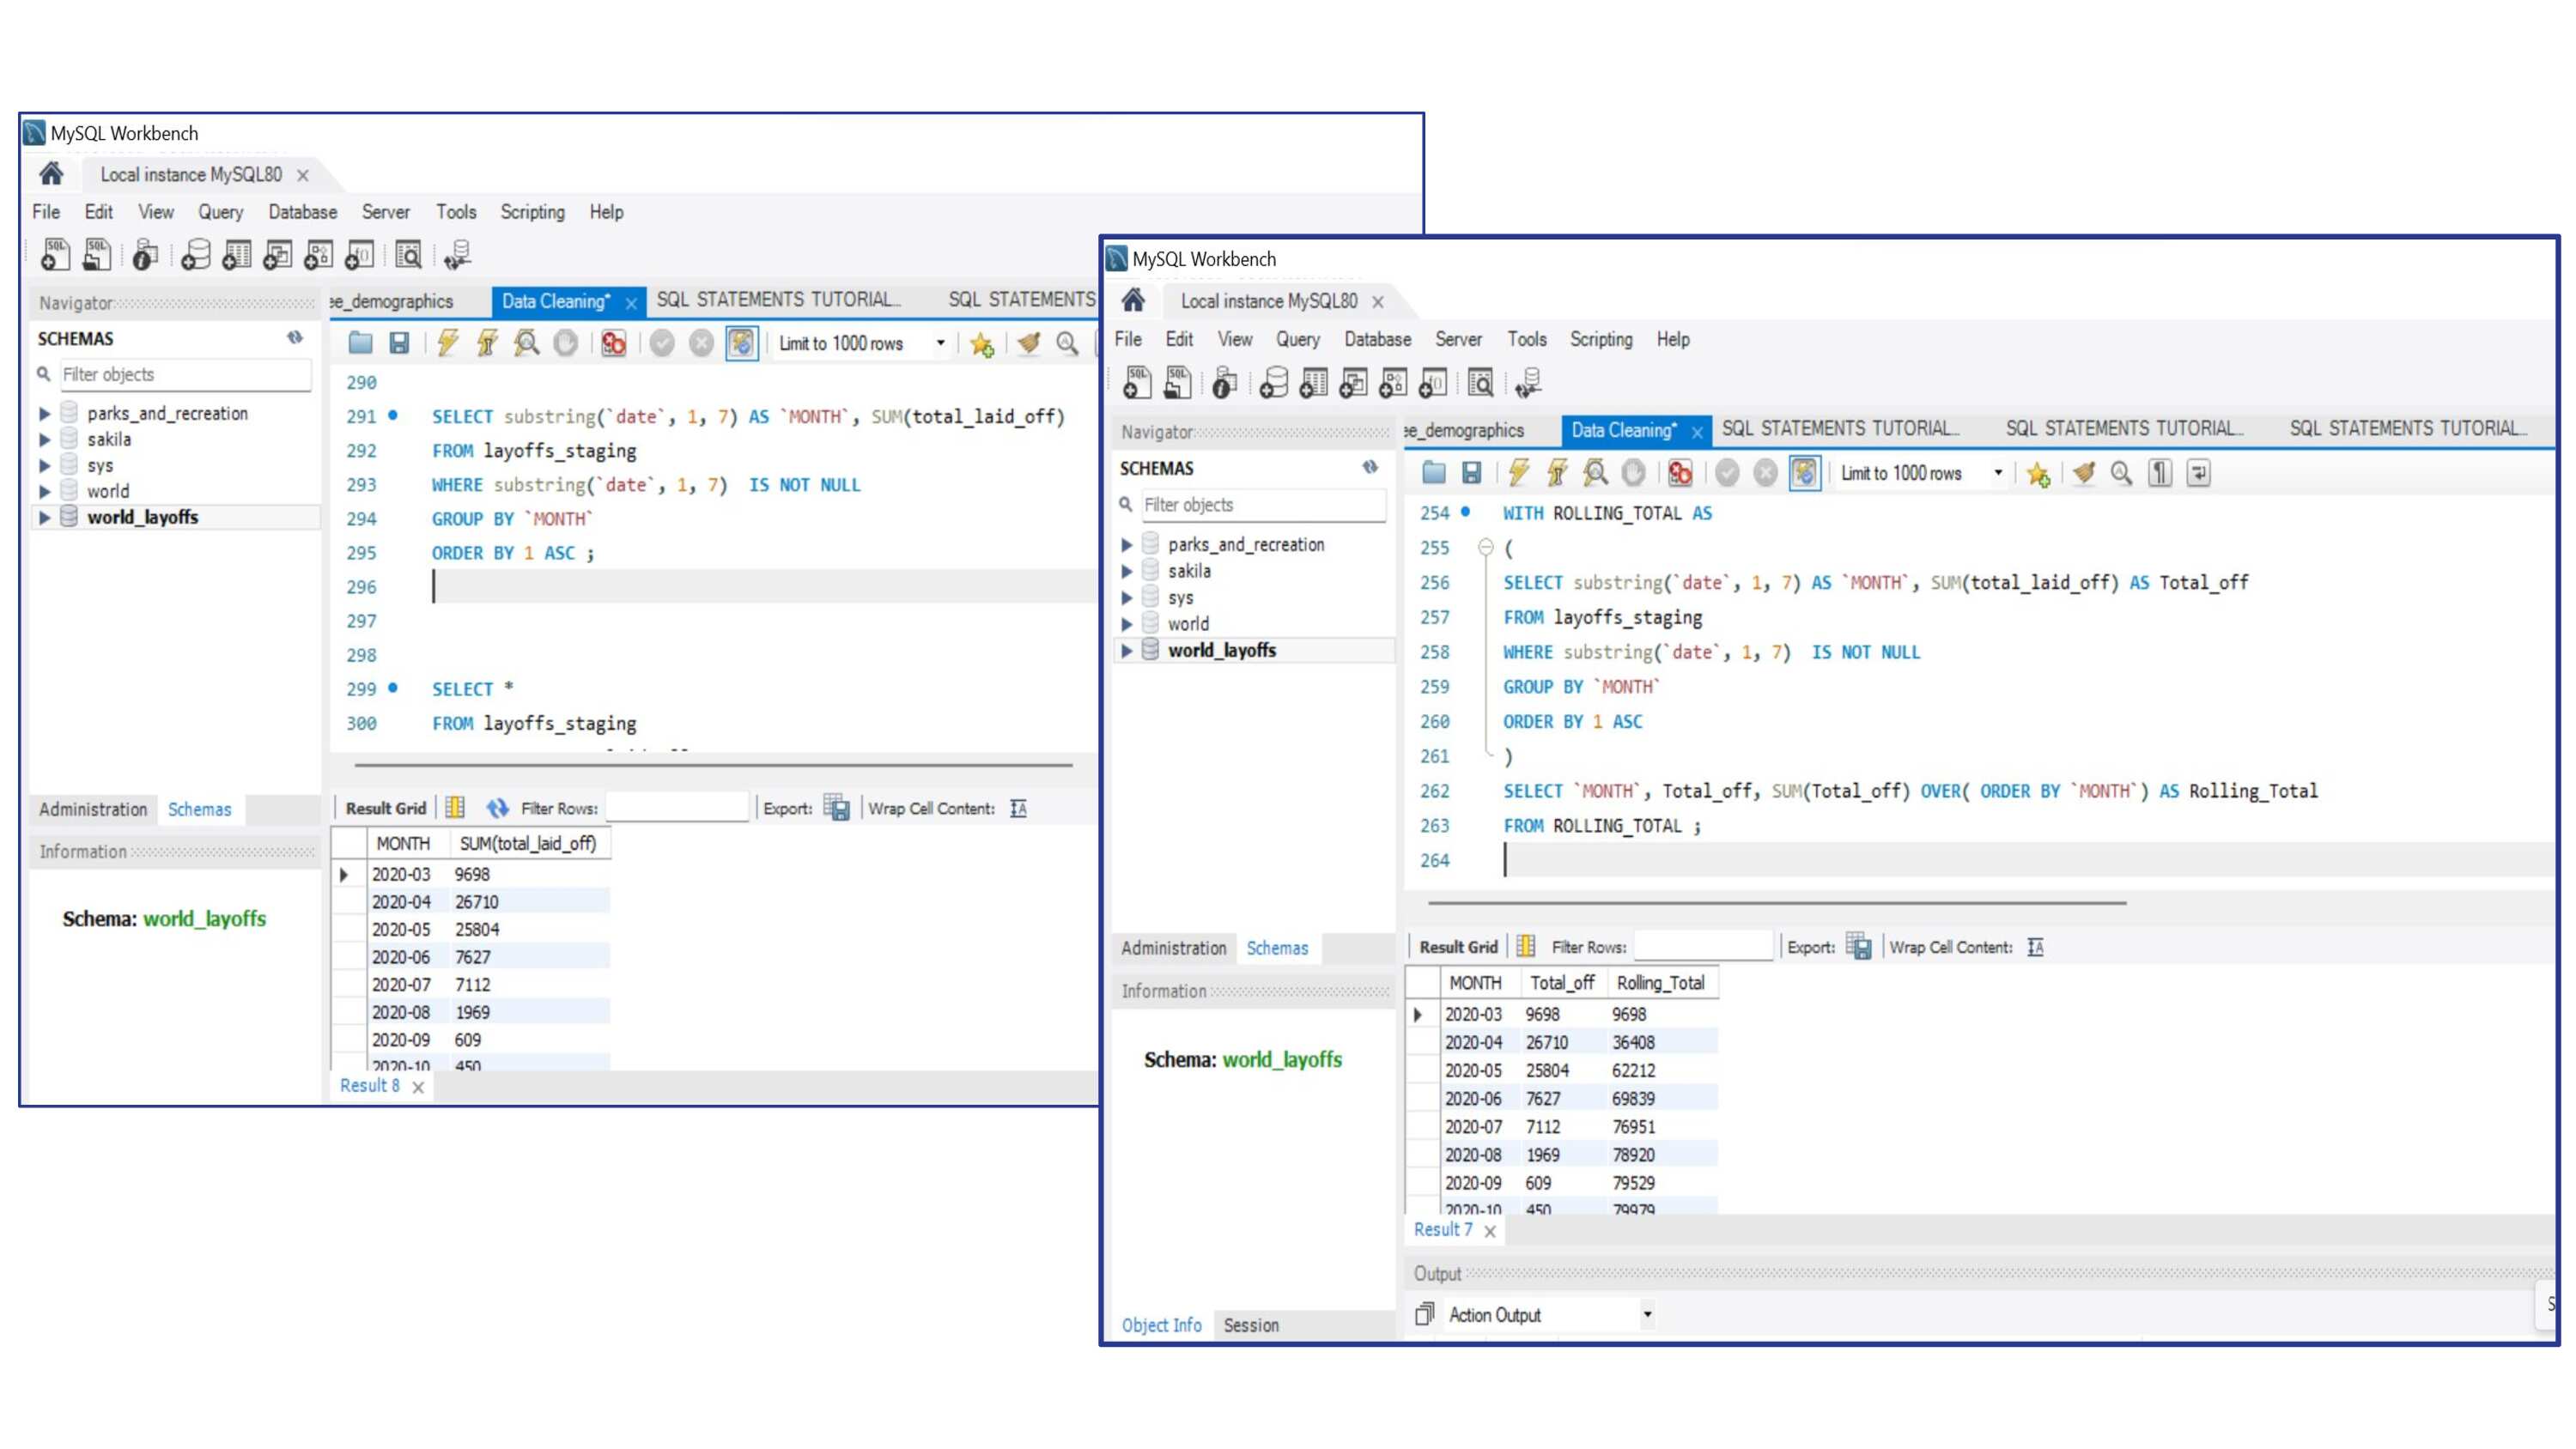 MySQL Workbench
Local instance MySQL80
File Edit View Query Database Server Tools Scripting Help
Navigator
SCHEMAS
Filter objects
parks_and_recreation
sakila
sys
world
world_layoffs
Administration Schemas
Information
Schema: world_layoffs
ee_demographics Data Cleaning* SQL STATEMENTS TUTORIAL... SQL STATEMENTS
Limit to 1000 rows
290
291 SELECT substring(`date`, 1, 7) AS `MONTH`, SUM(total_laid_off)
292 FROM layoffs_staging
293 WHERE substring(`date`, 1, 7) IS NOT NULL
294 GROUP BY `MONTH`
295 ORDER BY 1 ASC ;
296
297
298
299 SELECT *
300 FROM layoffs_staging
Result Grid Filter Rows: Export: Wrap Cell Content:
MONTH SUM(total_laid_off)
2020-03 9698
2020-04 26710
2020-05 25804
2020-06 7627
2020-07 7112
2020-08 1969
2020-09 609
2020-10 450
Result 8
MySQL Workbench
Local instance MySQL80
File Edit View Query Database Server Tools Scripting Help
Navigator
SCHEMAS
Filter objects
parks_and_recreation
sakila
sys
world
world_layoffs
Administration Schemas
Information
Schema: world_layoffs
Object Info Session
ee_demographics Data Cleaning* SQL STATEMENTS TUTORIAL... SQL STATEMENTS TUTORIAL... SQL STATEMENTS TUTORIAL...
Limit to 1000 rows
254 WITH ROLLING_TOTAL AS
255 (
256 SELECT substring(`date`, 1, 7) AS `MONTH`, SUM(total_laid_off) AS Total_off
257 FROM layoffs_staging
258 WHERE substring(`date`, 1, 7) IS NOT NULL
259 GROUP BY `MONTH`
260 ORDER BY 1 ASC
261 )
262 SELECT `MONTH`, Total_off, SUM(Total_off) OVER( ORDER BY `MONTH`) AS Rolling_Total
263 FROM ROLLING_TOTAL ;
264
Result Grid Filter Rows: Export: Wrap Cell Content:
MONTH Total_off Rolling_Total
2020-03 9698 9698
2020-04 26710 36408
2020-05 25804 62212
2020-06 7627 69839
2020-07 7112 76951
2020-08 1969 78920
2020-09 609 79529
2020-10 450 79979
Result 7
Output
Action Output